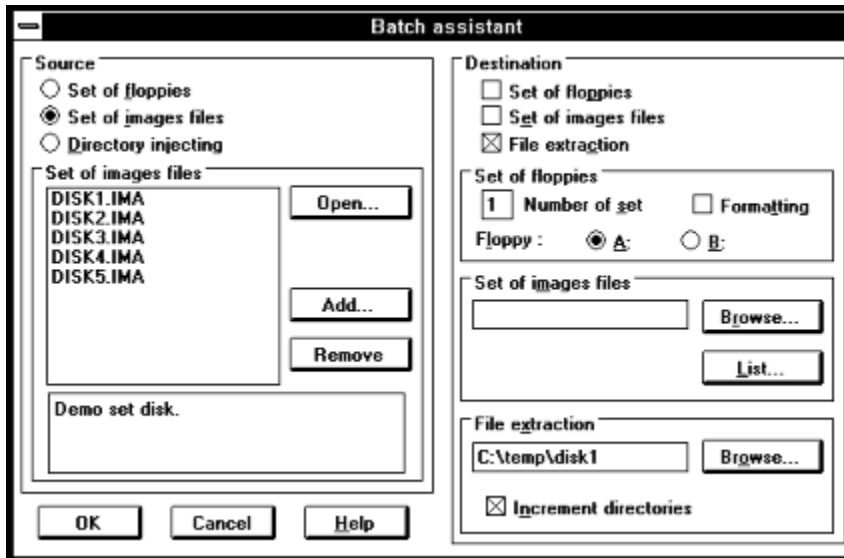 Batch assistant
Source
Set of floppies
Set of images files
Directory injecting
Set of images files
DISK1.IMA
DISK2.IMA
DISK3.IMA
DISK4.IMA
DISK5.IMA
Open...
Add...
Remove
Demo set disk.
OK
Cancel
Help
Destination
Set of floppies
Set of images files
File extraction
Set of floppies
1 Number of set
Formatting
Floppy : A: B:
Set of images files
Browse...
List...
File extraction
C:\temp\disk1
Browse...
Increment directories